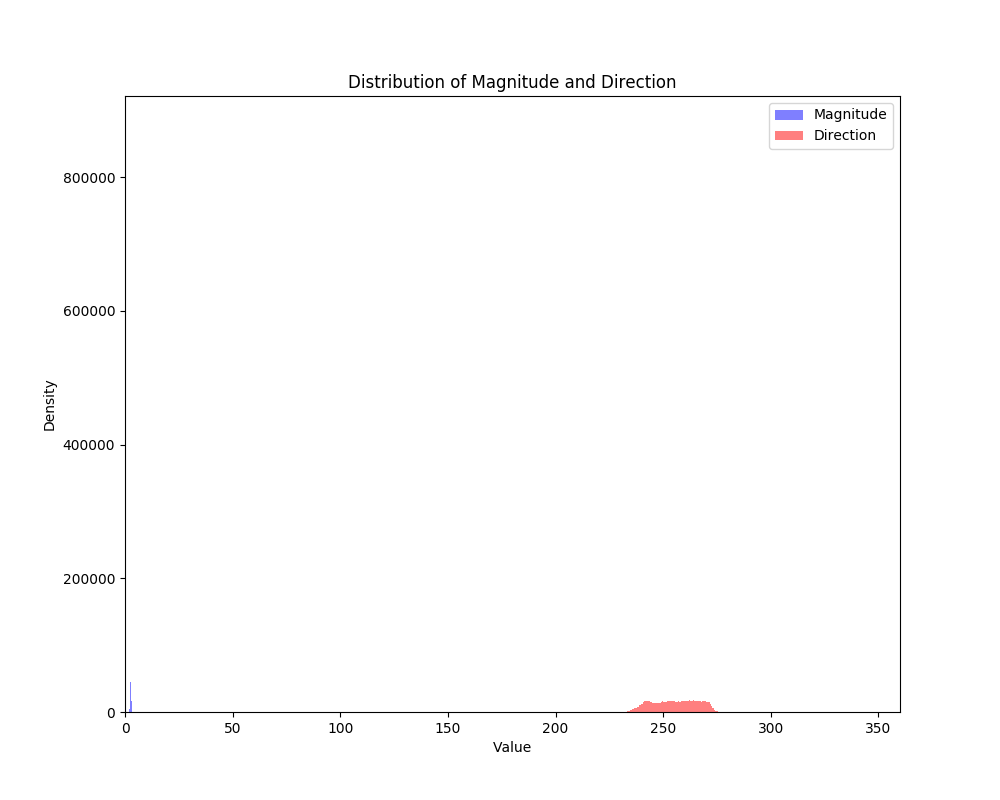 Distribution of Magnitude and Direction
Magnitude
Direction
800000
600000
400000
200000
0
Density
0 50 100 150 200 250 300 350
Value